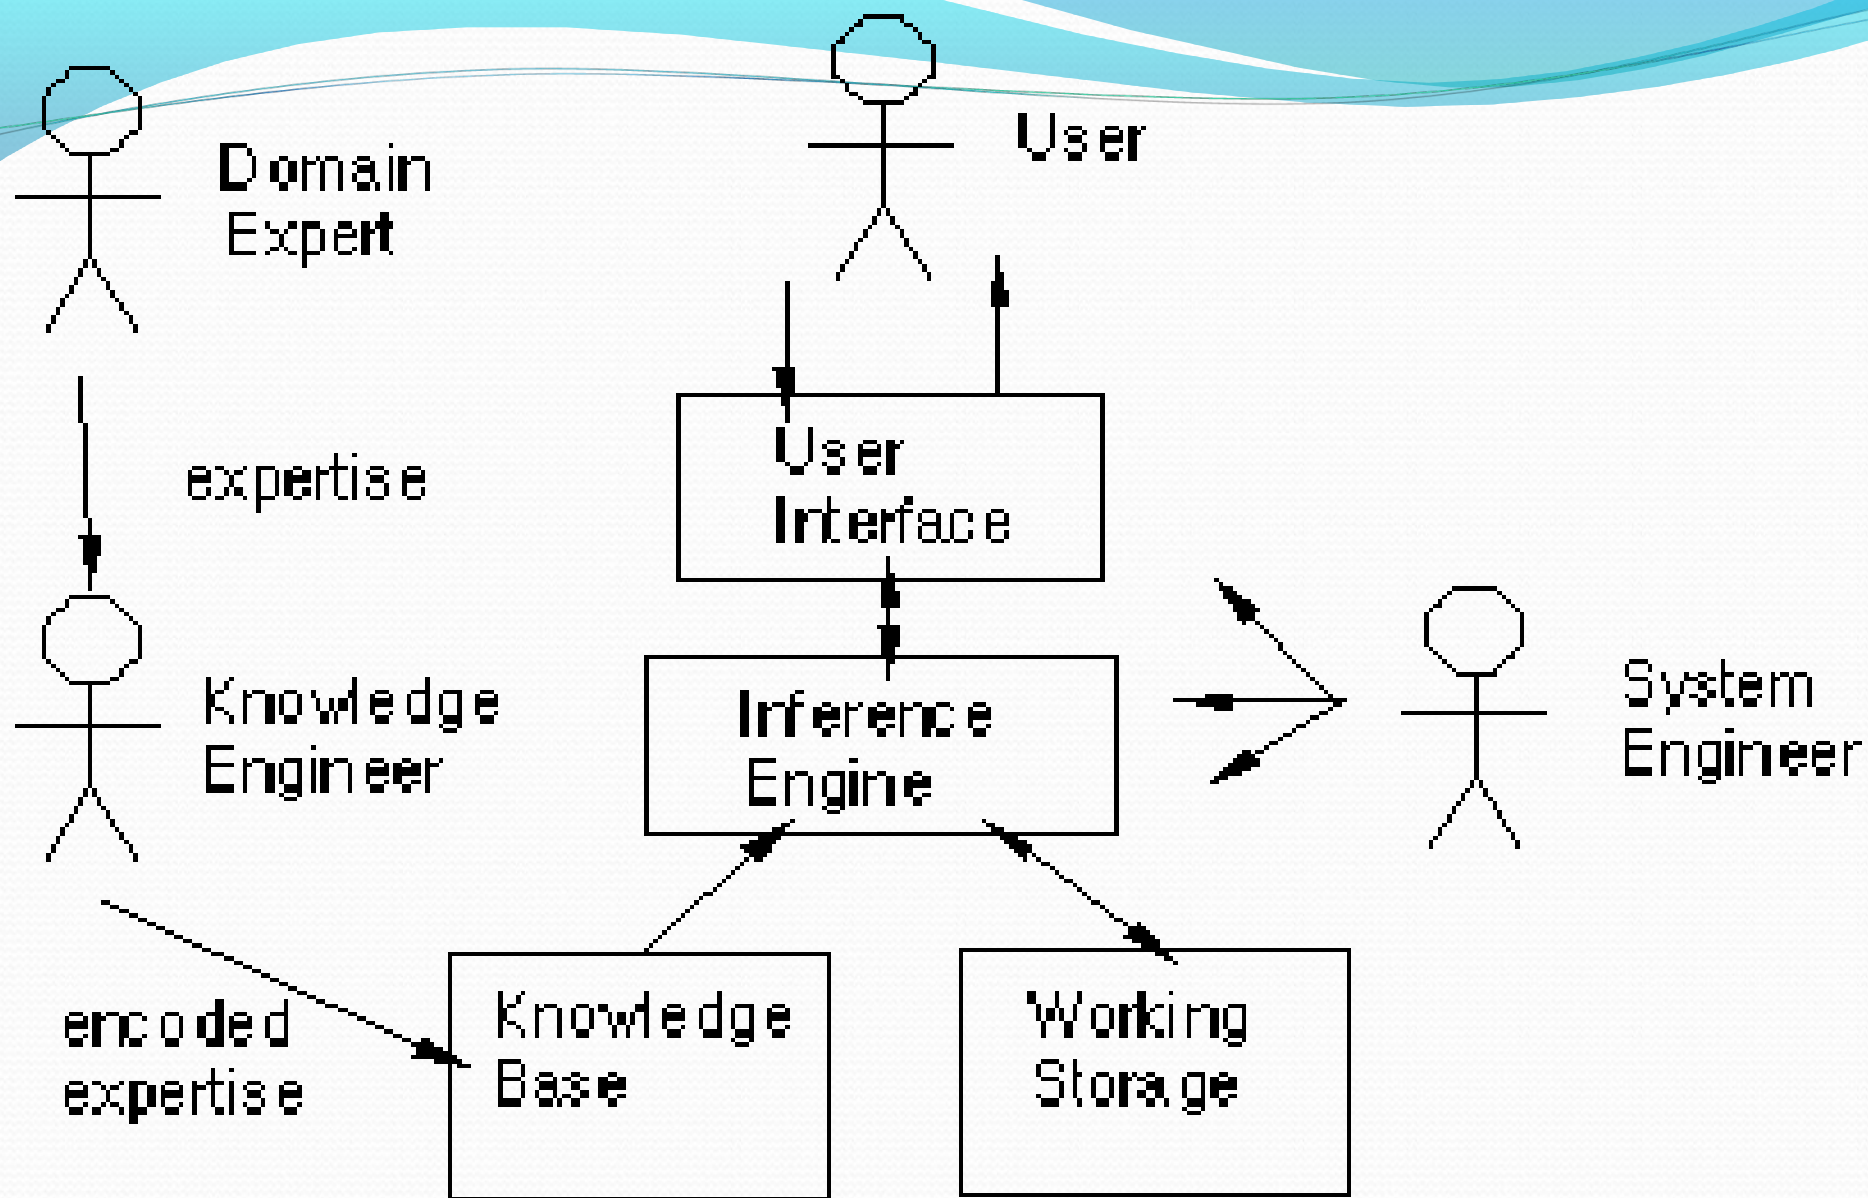 Domain
Expert
User
expertise
User
Interface
Knowledge
Engineer
Inference
Engine
System
Engineer
encoded
expertise
Knowledge
Base
Working
Storage